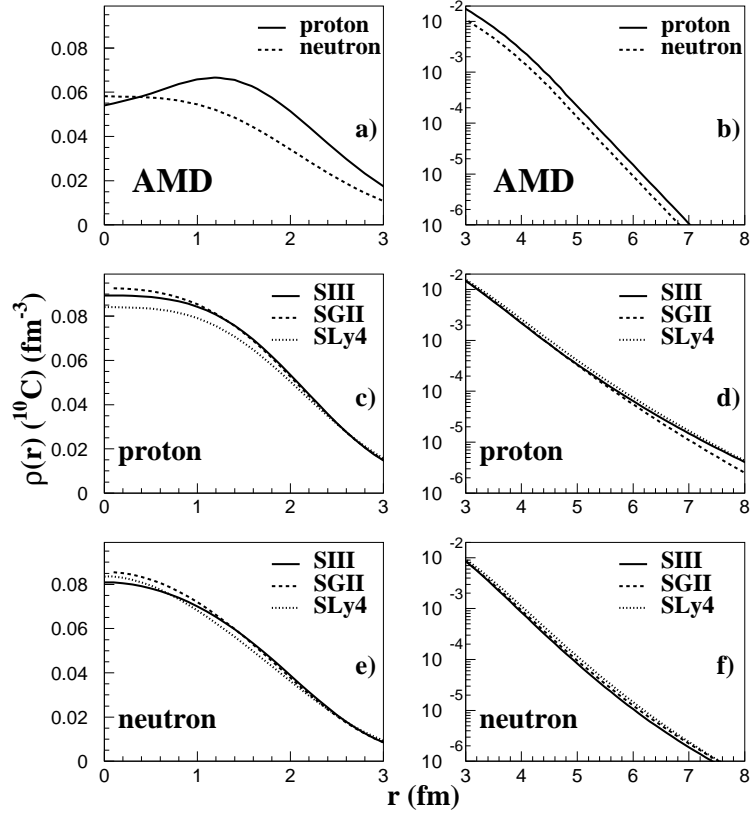 proton
neutron
a)
AMD
0
0.02
0.04
0.06
0.08
0 1 2 3
proton
neutron
b)
AMD
10 -2
10 -3
10 -4
10 -5
10 -6
3 4 5 6 7 8
SIII
SGII
SLy4
c)
proton
0
0.02
0.04
0.06
0.08
0 1 2 3
SIII
SGII
SLy4
d)
proton
10 -2
10 -3
10 -4
10 -5
10 -6
3 4 5 6 7 8
SIII
SGII
SLy4
e)
neutron
0
0.02
0.04
0.06
0.08
0 1 2 3
SIII
SGII
SLy4
f)
neutron
10 -2
10 -3
10 -4
10 -5
10 -6
3 4 5 6 7 8
ρ(r) (¹⁰C) (fm⁻³)
r (fm)